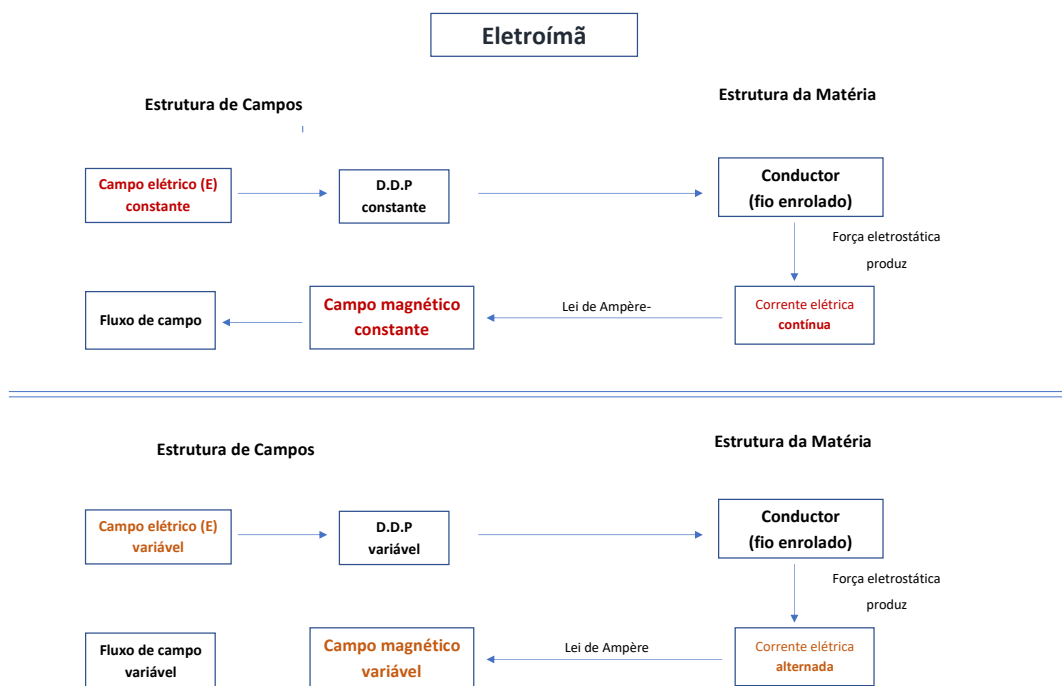 Eletroímã
Estrutura de Campos
Estrutura da Matéria
Campo elétrico (E)
constante
D.D.P
constante
Conductor
(fio enrolado)
Força eletrostática
produz
Fluxo de campo
Campo magnético
constante
Lei de Ampère-
Corrente elétrica
contínua
Estrutura de Campos
Estrutura da Matéria
Campo elétrico (E)
variável
D.D.P
variável
Conductor
(fio enrolado)
Força eletrostática
produz
Fluxo de campo
variável
Campo magnético
variável
Lei de Ampère
Corrente elétrica
alternada